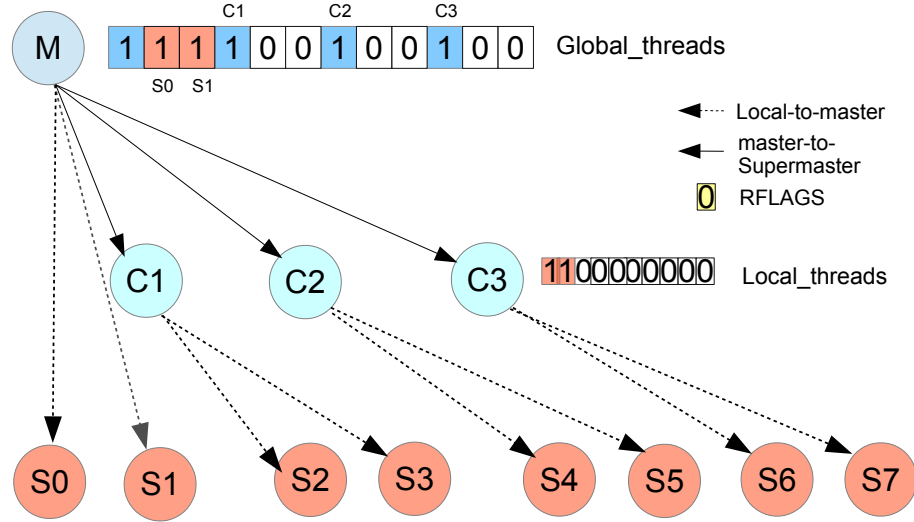 C1 C2 C3
M 1 1 1 1 0 0 1 0 0 1 0 0 Global_threads
S0 S1
Local-to-master
master-to-
Supermaster
0 RFLAGS
C1 C2 C3 1100000000 Local_threads
S0 S1 S2 S3 S4 S5 S6 S7